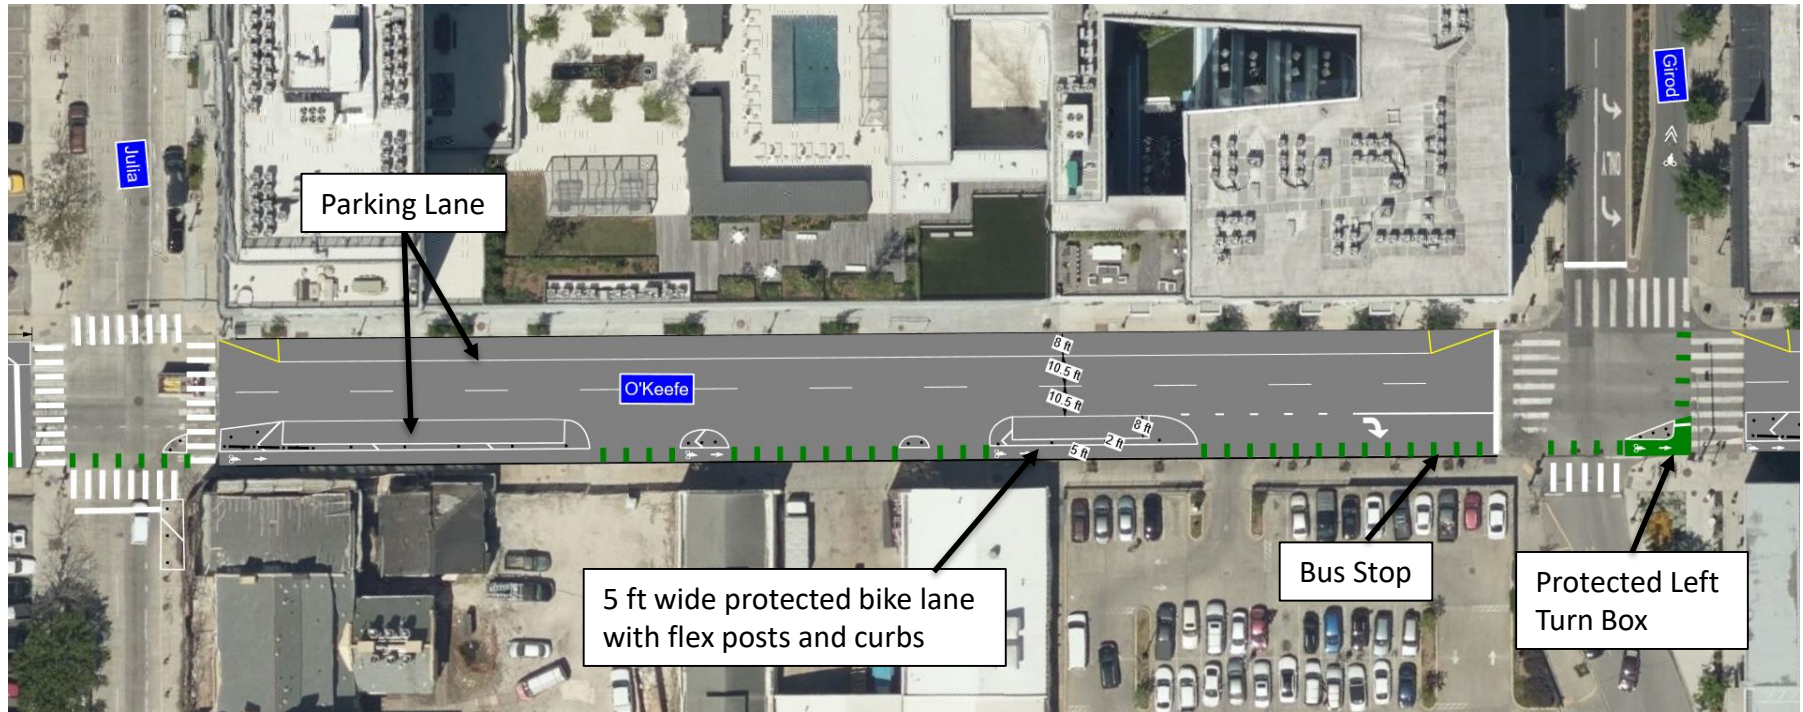 Girod
Julia
ONLY
Parking Lane
8 ft
10.5 ft
O'Keefe
10.5 ft
8 ft
2 ft
5 ft
5 ft wide protected bike lane
with flex posts and curbs
Bus Stop
Protected Left
Turn Box